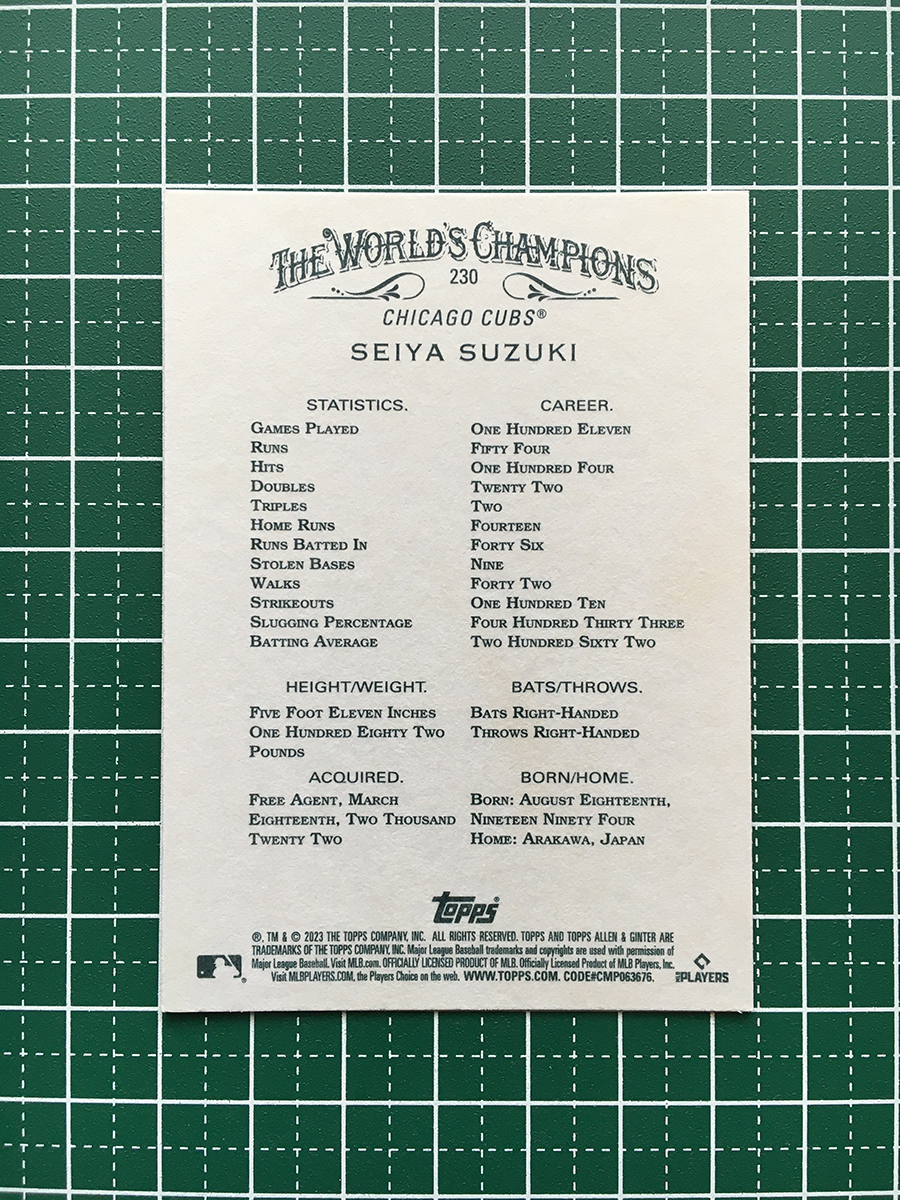 THE WORLD'S CHAMPIONS
230
CHICAGO CUBS®
SEIYA SUZUKI
STATISTICS. CAREER.
GAMES PLAYED ONE HUNDRED ELEVEN
RUNS FIFTY FOUR
HITS ONE HUNDRED FOUR
DOUBLES TWENTY TWO
TRIPLES TWO
HOME RUNS FOURTEEN
RUNS BATTED IN FORTY SIX
STOLEN BASES NINE
WALKS FORTY TWO
STRIKEOUTS ONE HUNDRED TEN
SLUGGING PERCENTAGE FOUR HUNDRED THIRTY THREE
BATTING AVERAGE TWO HUNDRED SIXTY TWO
HEIGHT/WEIGHT.
FIVE FOOT ELEVEN INCHES
ONE HUNDRED EIGHTY TWO
POUNDS
BATS/THROWS.
BATS RIGHT-HANDED
THROWS RIGHT-HANDED
ACQUIRED.
FREE AGENT, MARCH
EIGHTEENTH, TWO THOUSAND
TWENTY TWO
BORN/HOME.
BORN: AUGUST EIGHTEENTH,
NINETEEN NINETY FOUR
HOME: ARAKAWA, JAPAN
topps®
®, TM & © 2023 THE TOPPS COMPANY, INC. ALL RIGHTS RESERVED. TOPPS AND TOPPS ALLEN & GINTER ARE
TRADEMARKS OF THE TOPPS COMPANY, INC. Major League Baseball trademarks and copyrights are used with permission of
Major League Baseball. Visit MLB.com. OFFICIALLY LICENSED PRODUCT OF MLB. Officially Licensed Product of MLB Players, Inc.
Visit MLBPLAYERS.COM, the Players Choice on the web. WWW.TOPPS.COM. CODE#CMP063676.
MLB PLAYERS